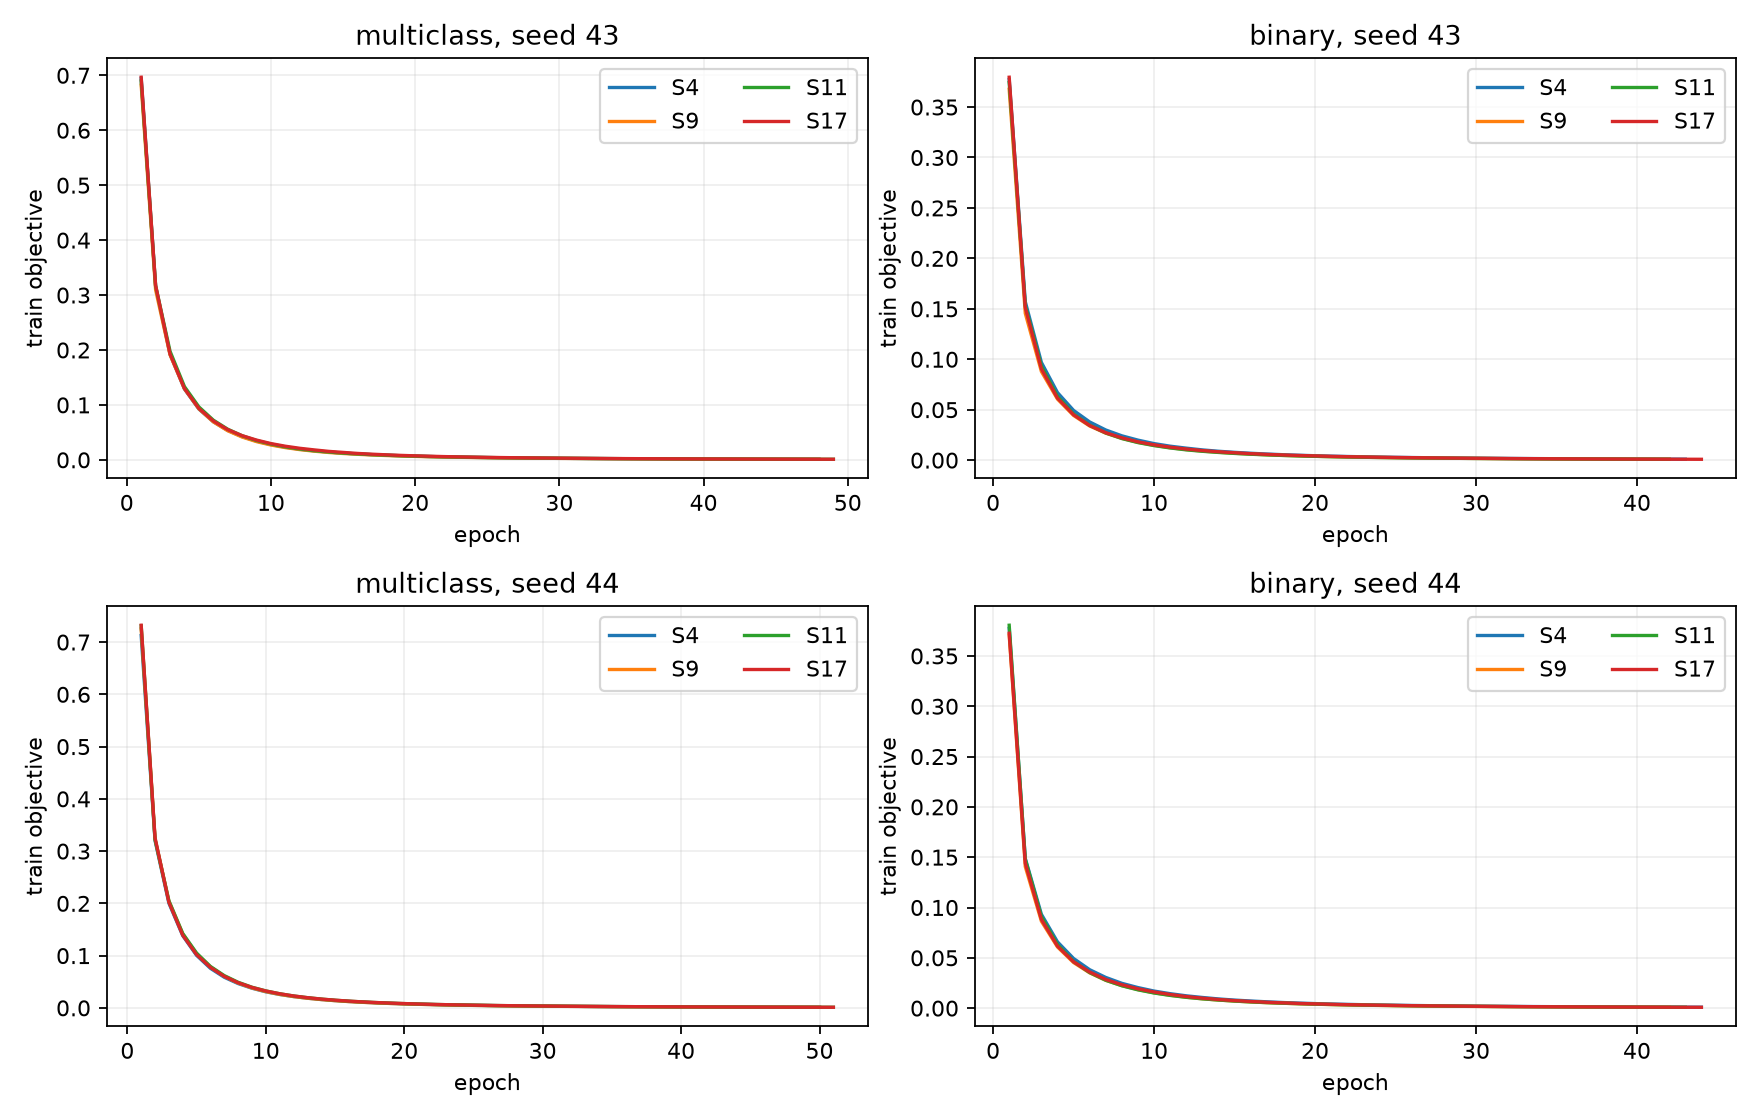 multiclass, seed 43
train objective
0.7
0.6
0.5
0.4
0.3
0.2
0.1
0.0
S4 S11
S9 S17
0 10 20 30 40 50
epoch
binary, seed 43
train objective
0.35
0.30
0.25
0.20
0.15
0.10
0.05
0.00
S4 S11
S9 S17
0 10 20 30 40
epoch
multiclass, seed 44
train objective
0.7
0.6
0.5
0.4
0.3
0.2
0.1
0.0
S4 S11
S9 S17
0 10 20 30 40 50
epoch
binary, seed 44
train objective
0.35
0.30
0.25
0.20
0.15
0.10
0.05
0.00
S4 S11
S9 S17
0 10 20 30 40
epoch